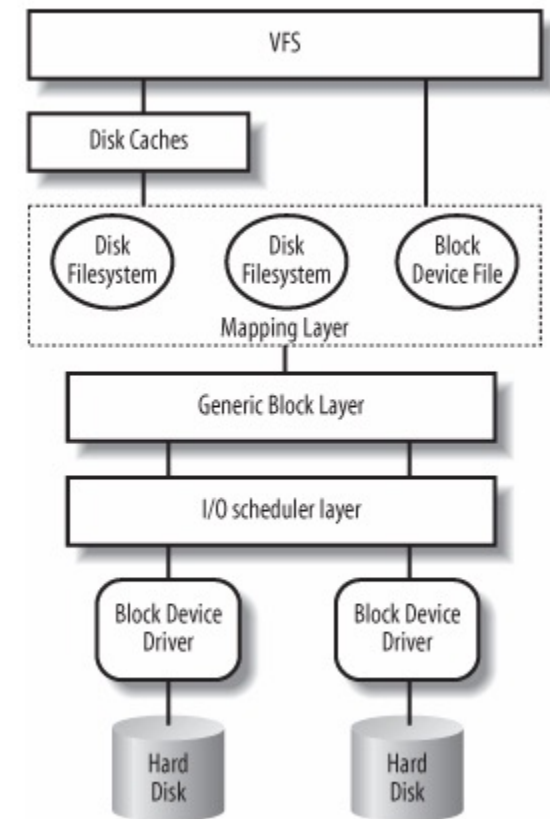 VFS
Disk Caches
Disk
Filesystem
Disk
Filesystem
Block
Device File
Mapping Layer
Generic Block Layer
I/O scheduler layer
Block Device
Driver
Block Device
Driver
Hard
Disk
Hard
Disk